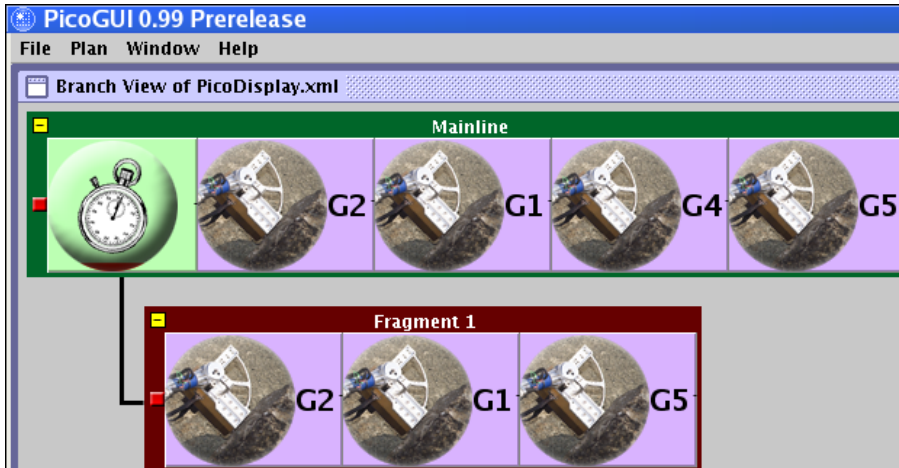 PicoGUI 0.99 Prerelease
File Plan Window Help
Branch View of PicoDisplay.xml
Mainline
G2 G1 G4 G5
Fragment 1
G2 G1 G5